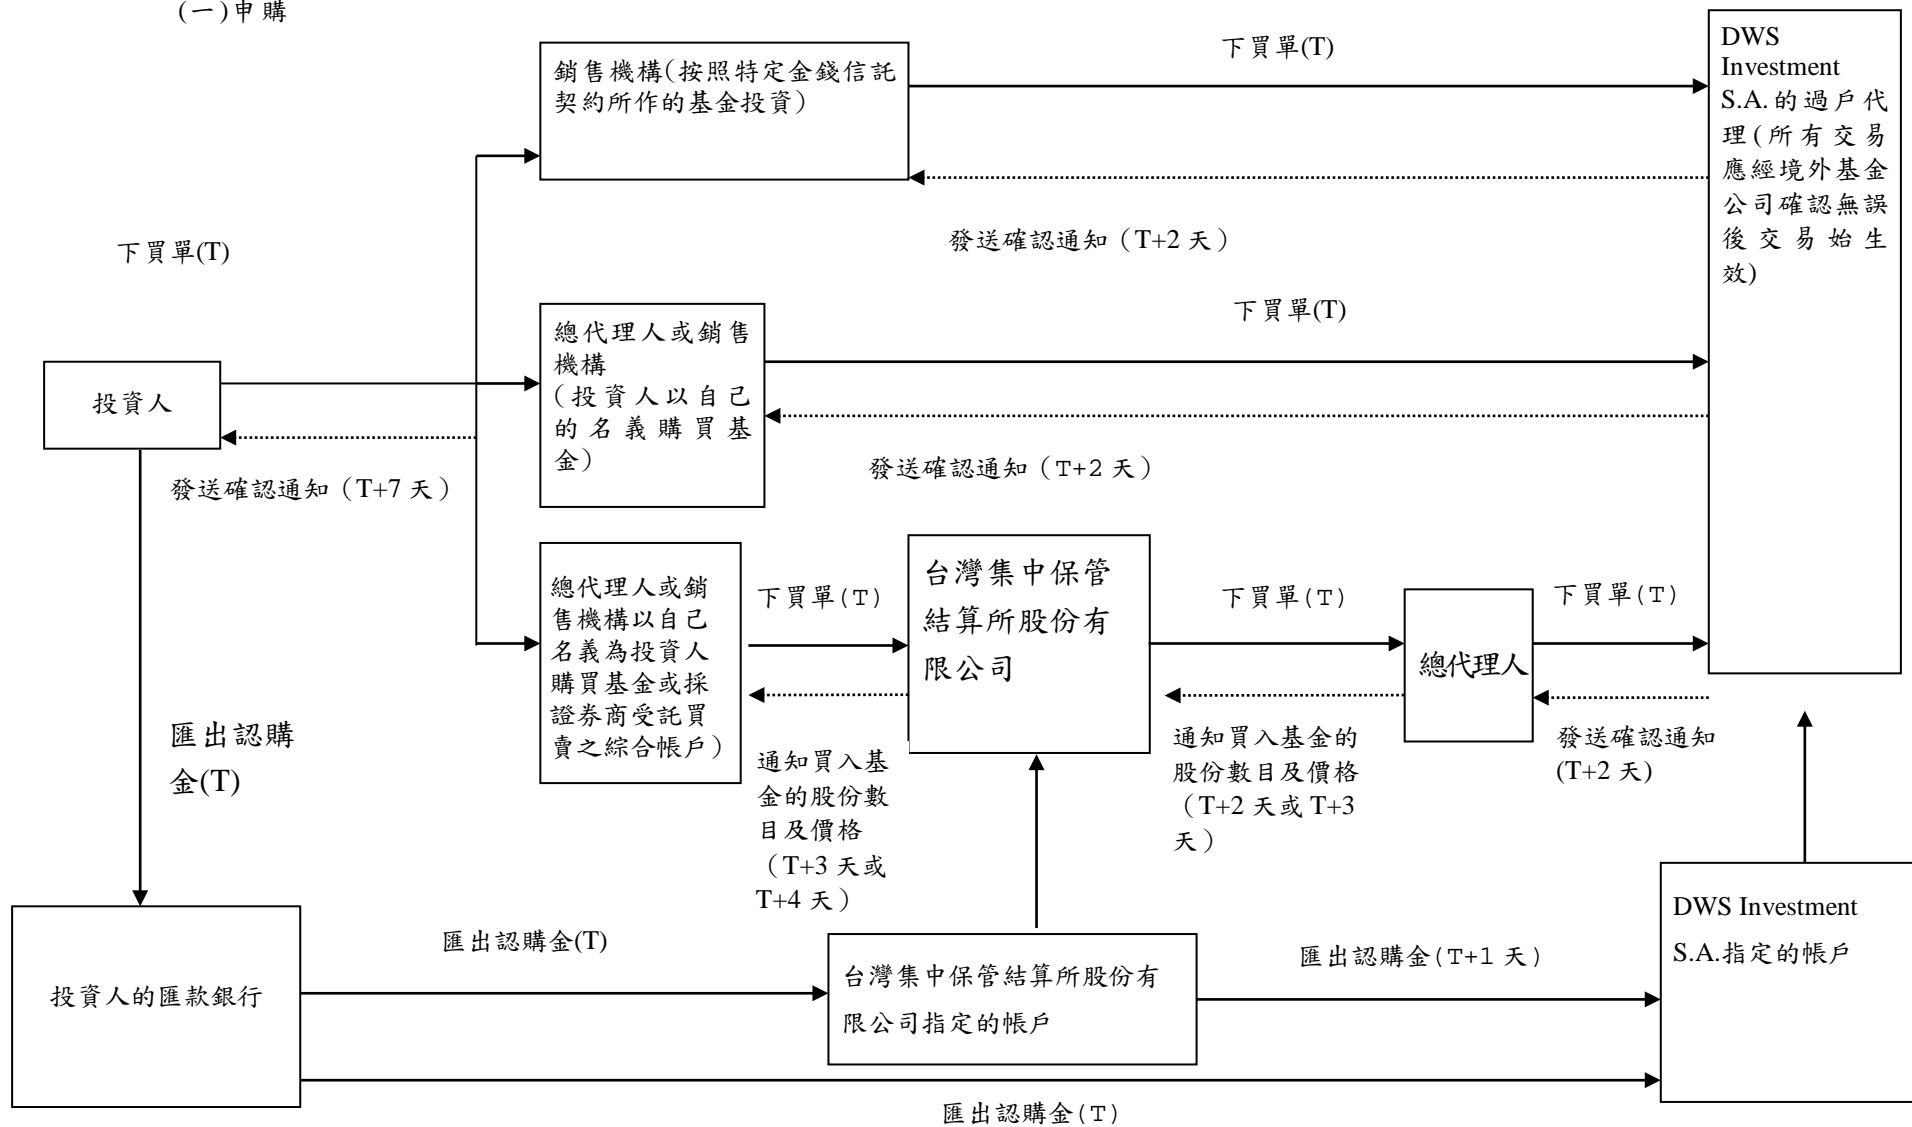 (一)申購
下買單(T)
銷售機構(按照特定金錢信託
契約所作的基金投資)
DWS
Investment
S.A.的過戶代
理(所有交易
應經境外基金
公司確認無誤
後交易始生
效)
發送確認通知（T+2 天）
下買單(T)
下買單(T)
總代理人或銷售
機構
（投資人以自己
的名義購買基
金）
投資人
發送確認通知（T+2 天）
發送確認通知（T+7 天）
總代理人或銷
售機構以自己
名義為投資人
購買基金或採
證券商受託買
賣之綜合帳戶）
下買單(T)
台灣集中保管
結算所股份有
限公司
下買單(T)
總代理人
下買單(T)
匯出認購
金(T)
通知買入基
金的股份數
目及價格
（T+3 天或
T+4 天）
通知買入基金的
股份數目及價格
（T+2 天或 T+3
天）
發送確認通知
(T+2 天)
投資人的匯款銀行
匯出認購金(T)
台灣集中保管結算所股份有
限公司指定的帳戶
匯出認購金(T+1 天)
DWS Investment
S.A.指定的帳戶
匯出認購金(T)